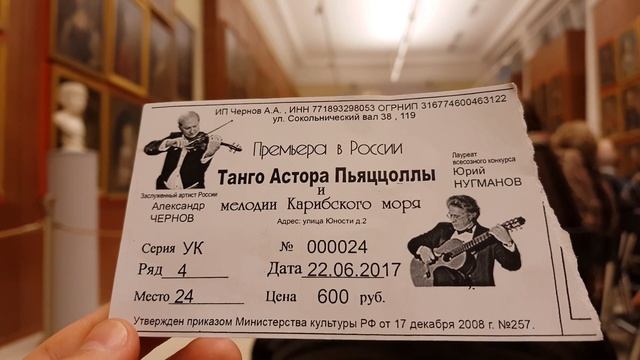 ИП Чернов А.А. , ИНН 771893298053 ОГРНИП 316774600463122
ул. Сокольнический вал 38 , 119
Премьера в России
Танго Астора Пьяццоллы
и
мелодии Карибского моря
Адрес: улица Юности д.2
Заслуженный артист России
Александр
ЧЕРНОВ
Лауреат
всесоюзного конкурса
Юрий
НУГМАНОВ
Серия УК № 000024
Ряд 4 Дата 22.06.2017
Место 24 Цена 600 руб.
Утвержден приказом Министерства культуры РФ от 17 декабря 2008 г. №257.